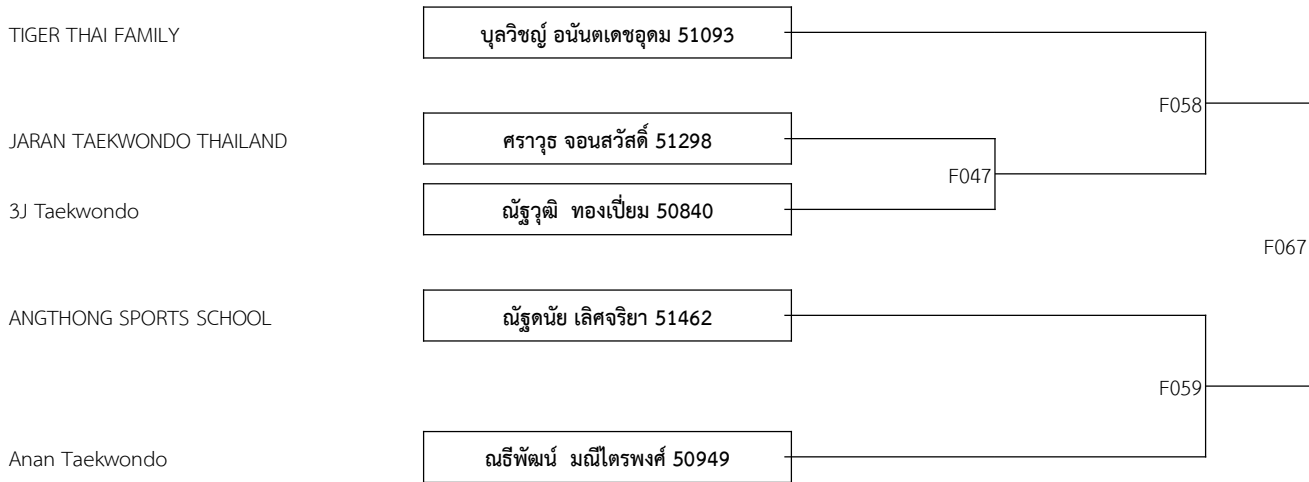 TIGER THAI FAMILY
บุลวิชญ์ อนันตเดชอุดม 51093
F058
JARAN TAEKWONDO THAILAND
ศราวุธ จอนสวัสดิ์ 51298
F047
3J Taekwondo
ณัฐวุฒิ ทองเปี่ยม 50840
F067
ANGTHONG SPORTS SCHOOL
ณัฐดนัย เลิศจริยา 51462
F059
Anan Taekwondo
ณธีพัฒน์ มณีไตรพงศ์ 50949